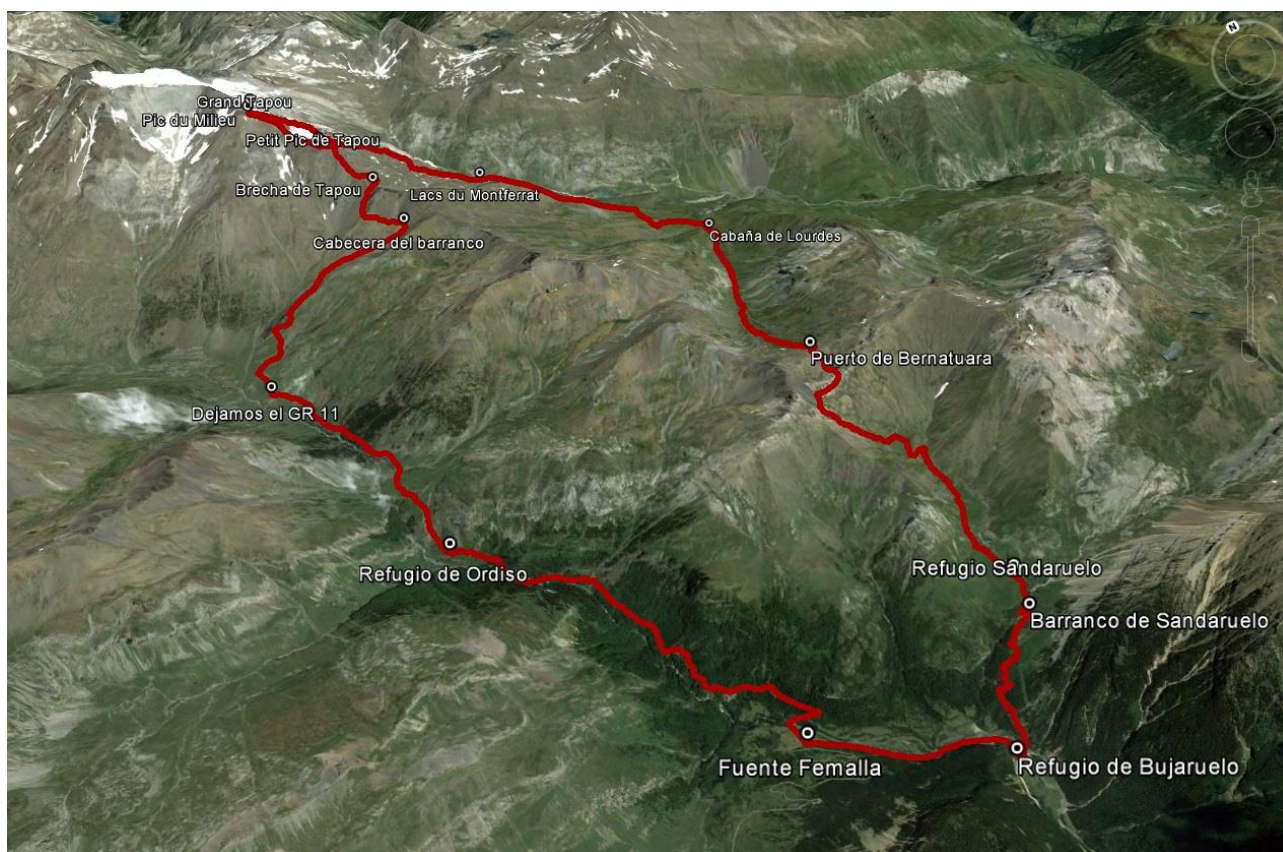 N
Grand Tapou
Pic du Milieu
Petit Pic de Tapou
Brecha de Tapou
Lacs du Montferrat
Cabecera del barranco
Cabaña de Lourdes
Puerto de Bernatuara
Dejamos el GR 11
Refugio de Ordiso
Refugio Sandaruelo
Barranco de Sandaruelo
Fuente Femalla
Refugio de Bujaruelo